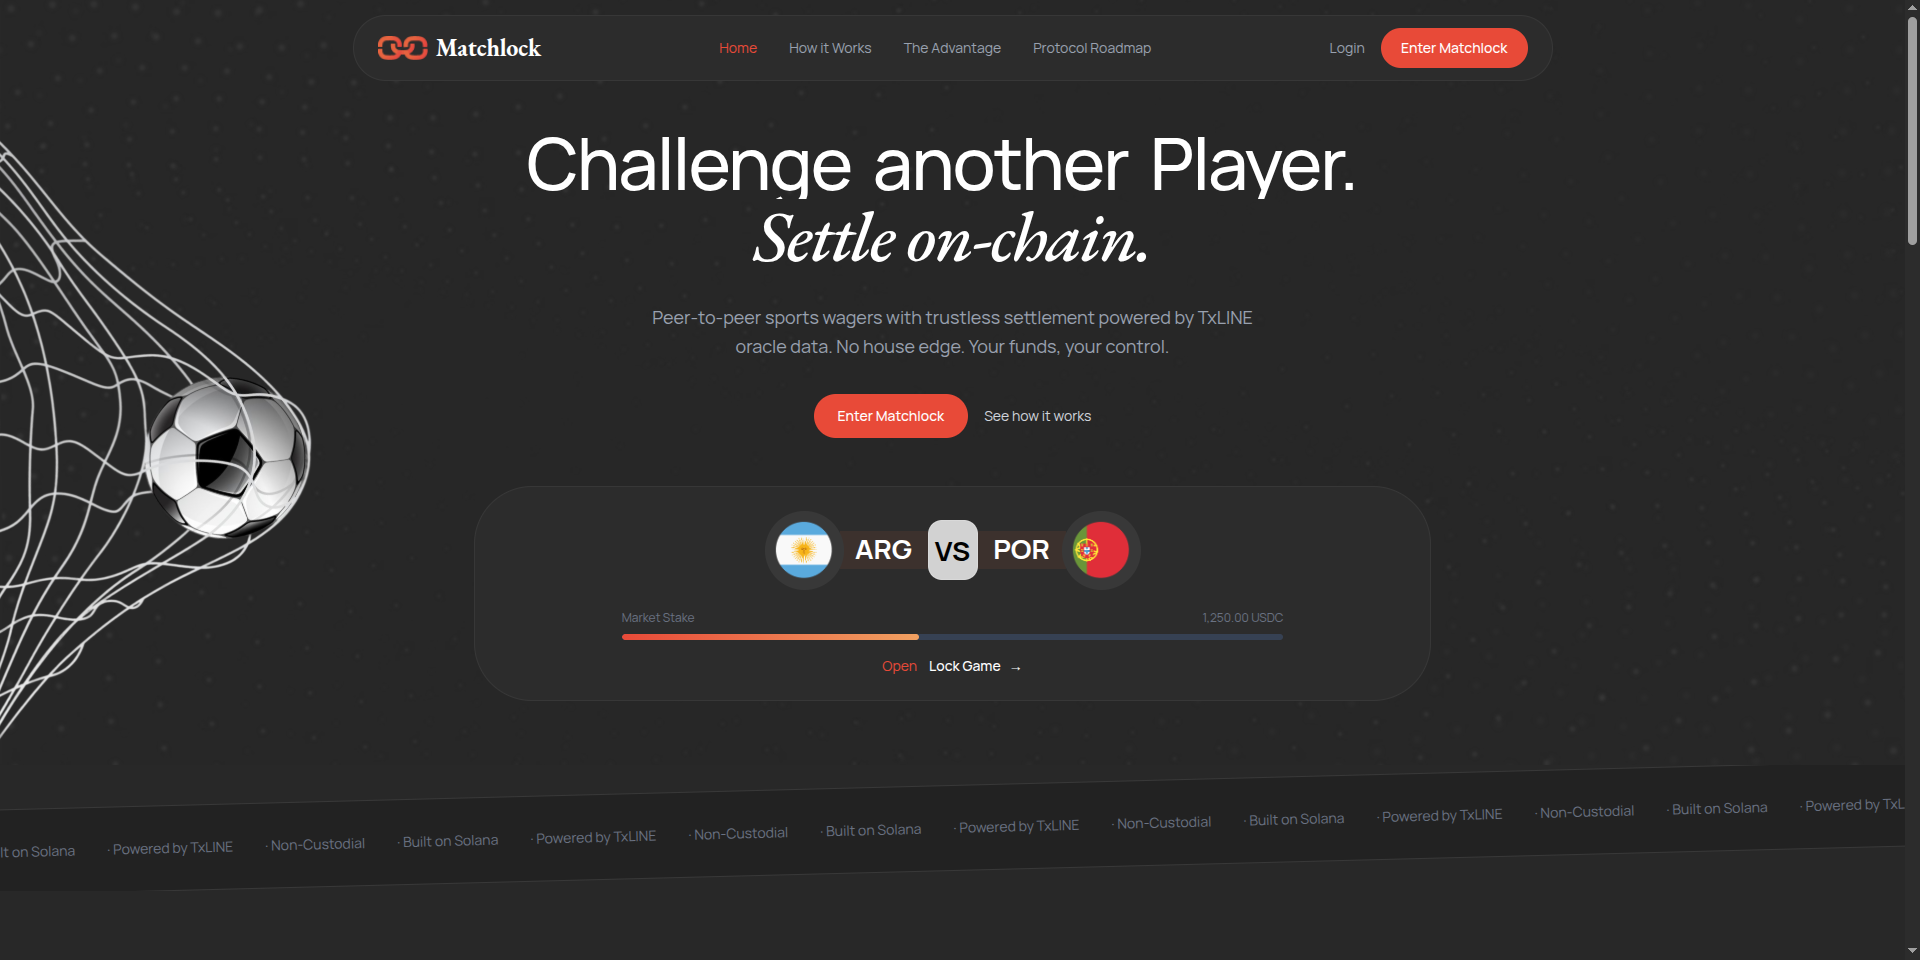 Matchlock
Home How it Works The Advantage Protocol Roadmap
Login Enter Matchlock
Challenge another Player.
Settle on-chain.
Peer-to-peer sports wagers with trustless settlement powered by TxLINE
oracle data. No house edge. Your funds, your control.
Enter Matchlock See how it works
ARG VS POR
Market Stake 1,250.00 USDC
Open Lock Game →
lt on Solana · Powered by TxLINE · Non-Custodial · Built on Solana · Powered by TxLINE · Non-Custodial · Built on Solana · Powered by TxLINE · Non-Custodial · Built on Solana · Powered by TxLINE · Non-Custodial · Built on Solana · Powered by TxL